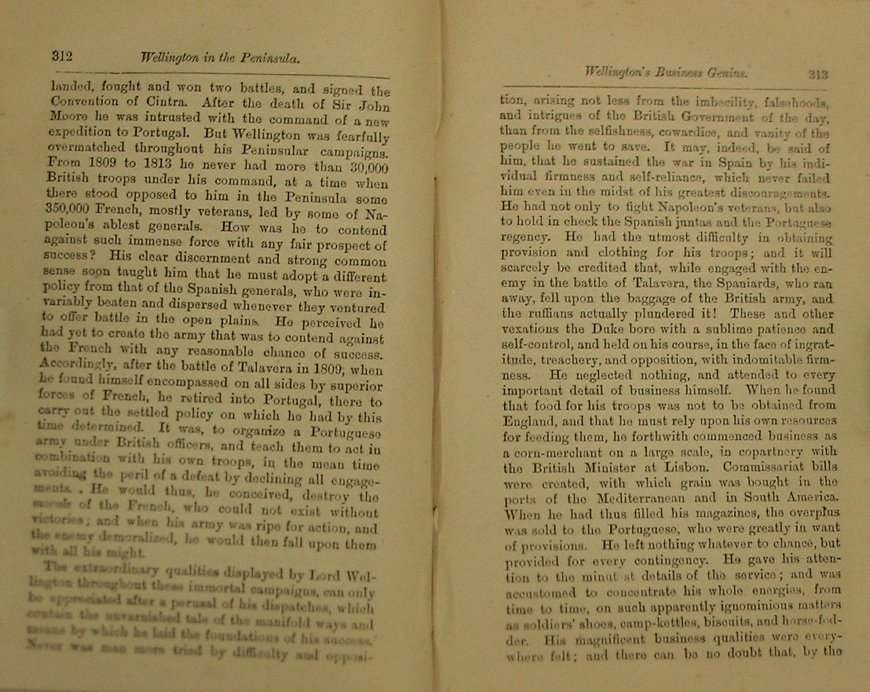 312 Wellington in the Peninsula.
landed, fought and won two battles, and signed the
Convention of Cintra. After the death of Sir John
Moore he was intrusted with the command of a new
expedition to Portugal. But Wellington was fearfully
overmatched throughout his Peninsular campaigns.
From 1809 to 1813 he never had more than 30,000
British troops under his command, at a time when
there stood opposed to him in the Peninsula some
350,000 French, mostly veterans, led by some of Na-
poleon's ablest generals. How was he to contend
against such immense force with any fair prospect of
success? His clear discernment and strong common
sense soon taught him that he must adopt a different
policy from that of the Spanish generals, who were in-
variably beaten and dispersed whenever they ventured
to offer battle in the open plains. He perceived he
had yet to create the army that was to contend against
the French with any reasonable chance of success.
Accordingly, after the battle of Talavera in 1809, when
he found himself encompassed on all sides by superior
forces of French, he retired into Portugal, there to
carry out the settled policy on which he had by this
time determined. It was, to organize a Portuguese
army under British officers, and teach them to act in
combination with his own troops, in the mean time
avoiding the peril of a defeat by declining all engage-
ments. He would thus, he conceived, destroy the
morale of the French, who could not exist without
victories; and when his army was ripe for action, and
the enemy demoralized, he would then fall upon them
with all his might.
The extraordinary qualities displayed by Lord Wel-
lington throughout these immortal campaigns, can only
be appreciated after a perusal of his dispatches, which
contain the unvarnished tale of the manifold ways and
means by which he laid the foundations of his success.
Never was man more tried by difficulty and opposi-
Wellington's Business Genius. 313
tion, arising not less from the imbecility, falsehoods,
and intrigues of the British Government of the day,
than from the selfishness, cowardice, and vanity of the
people he went to save. It may, indeed, be said of
him, that he sustained the war in Spain by his indi-
vidual firmness and self-reliance, which never failed
him even in the midst of his greatest discouragements.
He had not only to fight Napoleon's veterans, but also
to hold in check the Spanish juntas and the Portuguese
regency. He had the utmost difficulty in obtaining
provision and clothing for his troops; and it will
scarcely be credited that, while engaged with the en-
emy in the battle of Talavera, the Spaniards, who ran
away, fell upon the baggage of the British army, and
the ruffians actually plundered it! These and other
vexations the Duke bore with a sublime patience and
self-control, and held on his course, in the face of ingrat-
itude, treachery, and opposition, with indomitable firm-
ness. He neglected nothing, and attended to every
important detail of business himself. When he found
that food for his troops was not to be obtained from
England, and that he must rely upon his own resources
for feeding them, he forthwith commenced business as
a corn-merchant on a large scale, in copartnery with
the British Minister at Lisbon. Commissariat bills
were created, with which grain was bought in the
ports of the Mediterranean and in South America.
When he had thus filled his magazines, the overplus
was sold to the Portuguese, who were greatly in want
of provisions. He left nothing whatever to chance, but
provided for every contingency. He gave his atten-
tion to the minutest details of the service; and was
accustomed to concentrate his whole energies, from
time to time, on such apparently ignominious matters
as soldiers' shoes, camp-kettles, biscuits, and horse-fod-
der. His magnificent business qualities were every-
where felt; and there can be no doubt that, by the